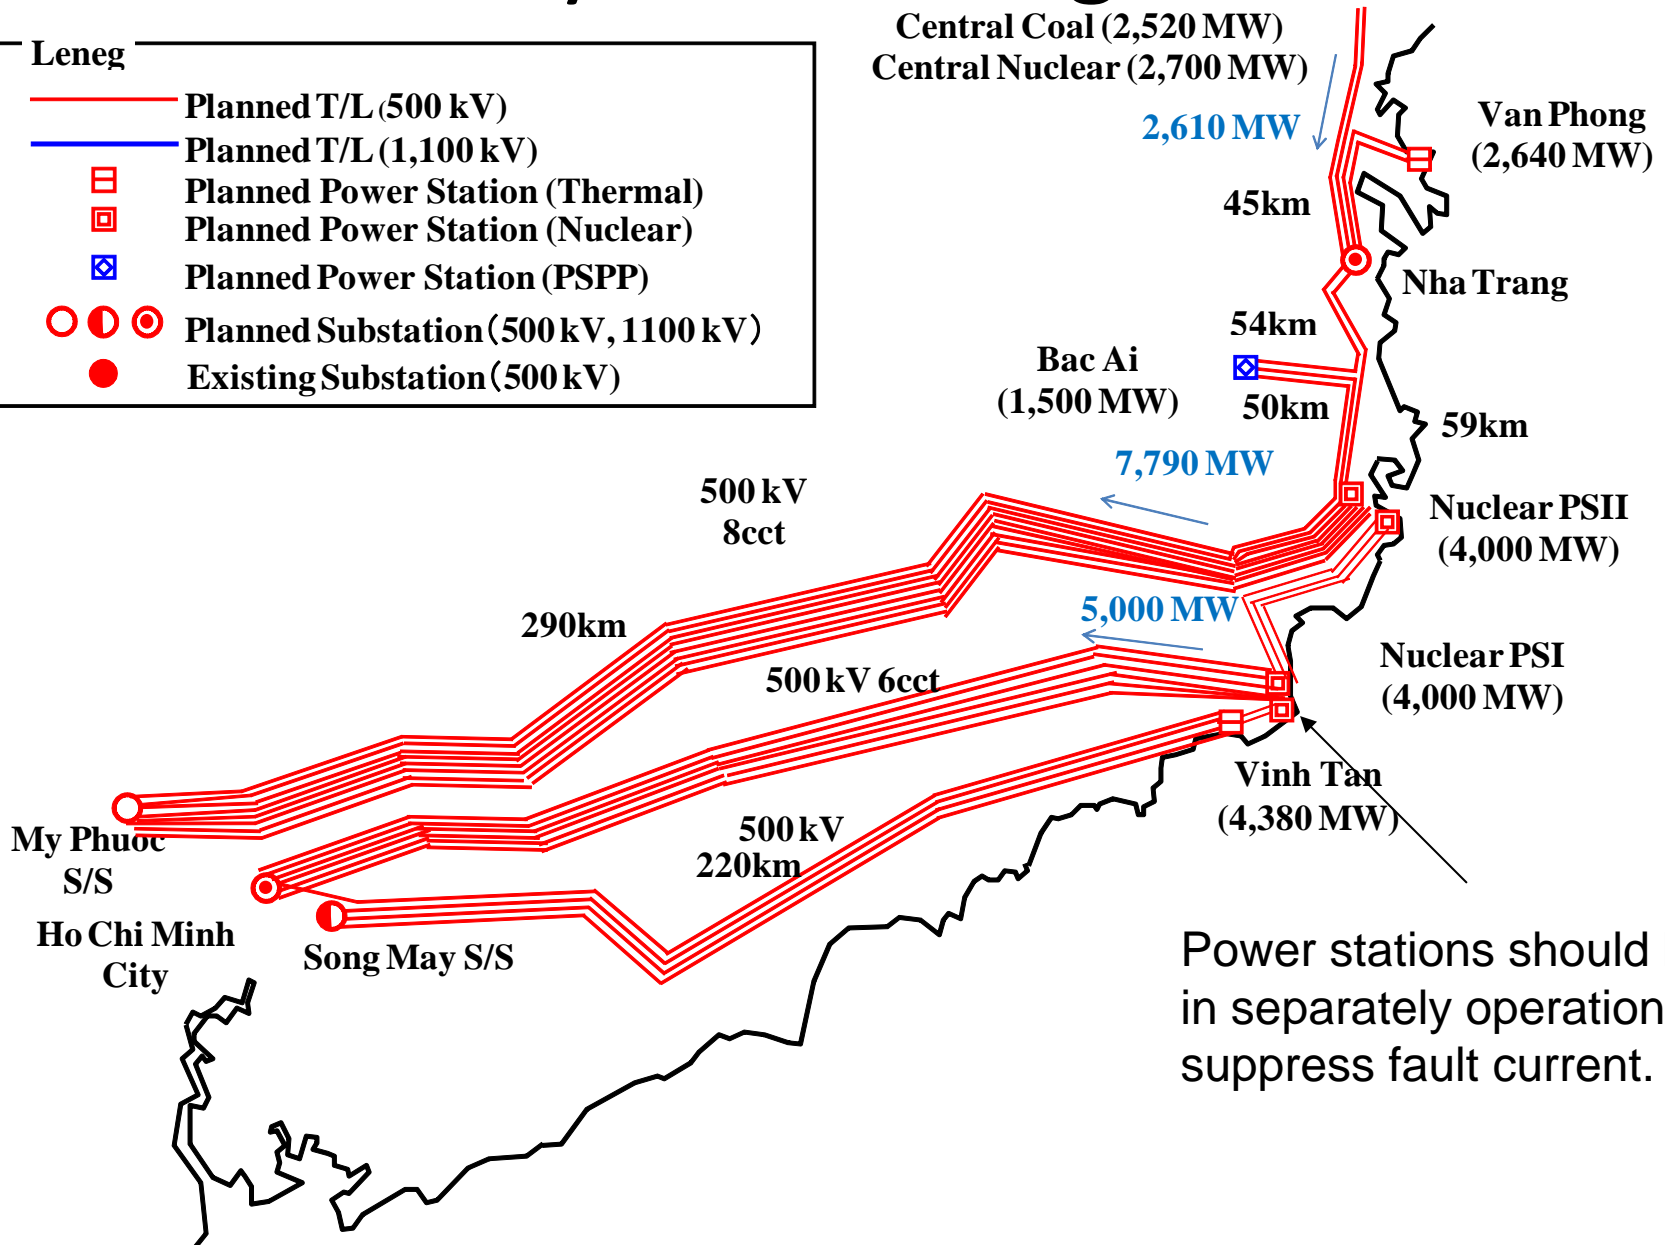 Leneg
Planned T/L (500 kV)
Planned T/L (1,100 kV)
Planned Power Station (Thermal)
Planned Power Station (Nuclear)
Planned Power Station (PSPP)
Planned Substation（500 kV, 1100 kV）
Existing Substation（500 kV）
Central Coal (2,520 MW)
Central Nuclear (2,700 MW)
2,610 MW
Van Phong
(2,640 MW)
45km
Nha Trang
54km
Bac Ai
(1,500 MW)
50km
59km
7,790 MW
500 kV
8cct
Nuclear PSII
(4,000 MW)
5,000 MW
290km
Nuclear PSI
(4,000 MW)
500 kV 6cct
Vinh Tan
(4,380 MW)
500 kV
220km
My Phuoc
S/S
Ho Chi Minh
City
Song May S/S
Power stations should
in separately operation
suppress fault current.